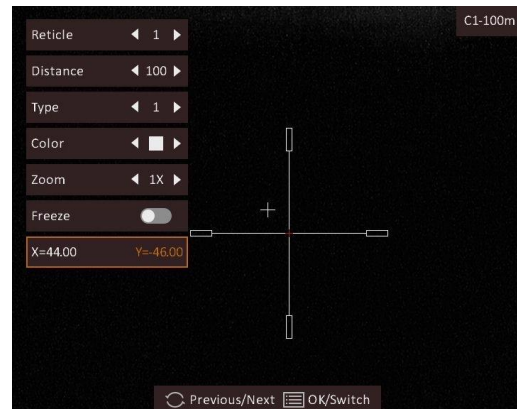 C1-100m
Reticle 1
Distance 100
Type 1
Color
Zoom 1X
Freeze
X=44.00 Y=-46.00
Previous/Next OK/Switch